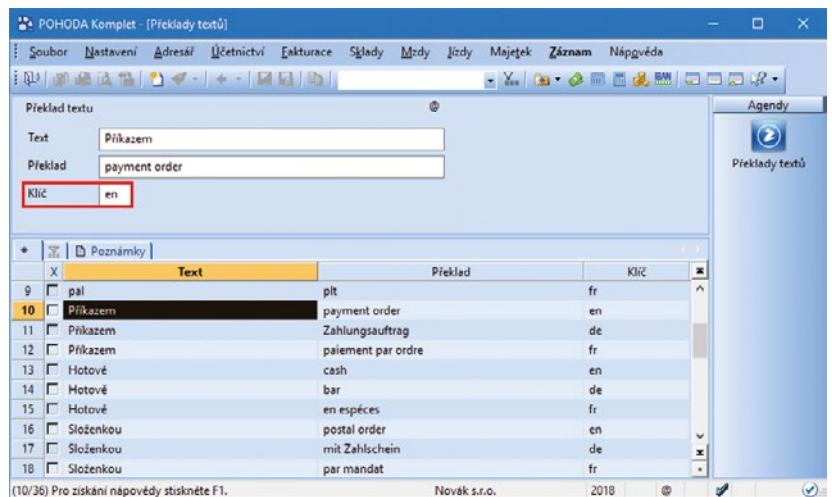 POHODA Komplet - [Překlady textů]
Soubor Nastavení Adresář Účetnictví Fakturace Sklady Mzdy Jízdy Majetek Záznam Nápověda
IBAN
Překlad textu @
Text Příkazem
Překlad payment order
Klíč en
Agendy
Překlady textů
* Poznámky
X Text Překlad Klíč
9 pal plt fr
10 Příkazem payment order en
11 Příkazem Zahlungsauftrag de
12 Příkazem paiement par ordre fr
13 Hotově cash en
14 Hotově bar de
15 Hotově en espéces fr
16 Složenkou postal order en
17 Složenkou mit Zahlschein de
18 Složenkou par mandat fr
(10/36) Pro získání nápovědy stiskněte F1. Novák s.r.o. 2018 @